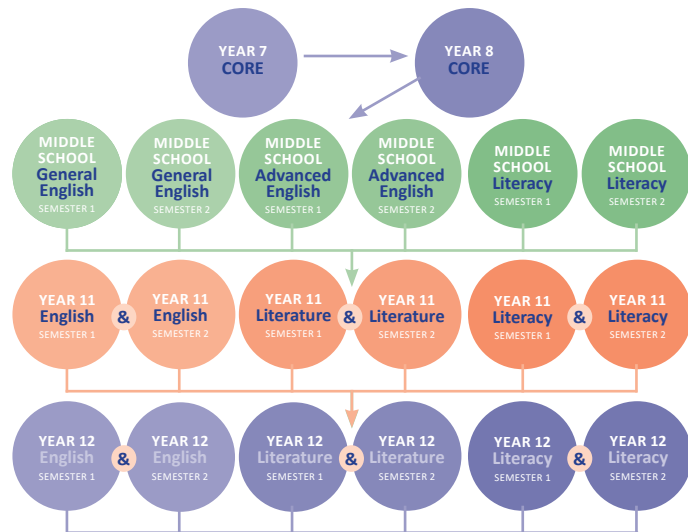 YEAR 7
CORE
YEAR 8
CORE
MIDDLE
SCHOOL
General
English
SEMESTER 1
MIDDLE
SCHOOL
General
English
SEMESTER 2
MIDDLE
SCHOOL
Advanced
English
SEMESTER 1
MIDDLE
SCHOOL
Advanced
English
SEMESTER 2
MIDDLE
SCHOOL
Literacy
SEMESTER 1
MIDDLE
SCHOOL
Literacy
SEMESTER 2
YEAR 11
English
SEMESTER 1
&
YEAR 11
English
SEMESTER 2
YEAR 11
Literature
SEMESTER 1
&
YEAR 11
Literature
SEMESTER 2
YEAR 11
Literacy
SEMESTER 1
&
YEAR 11
Literacy
SEMESTER 2
YEAR 12
English
SEMESTER 1
&
YEAR 12
English
SEMESTER 2
YEAR 12
Literature
SEMESTER 1
&
YEAR 12
Literature
SEMESTER 2
YEAR 12
Literacy
SEMESTER 1
&
YEAR 12
Literacy
SEMESTER 2